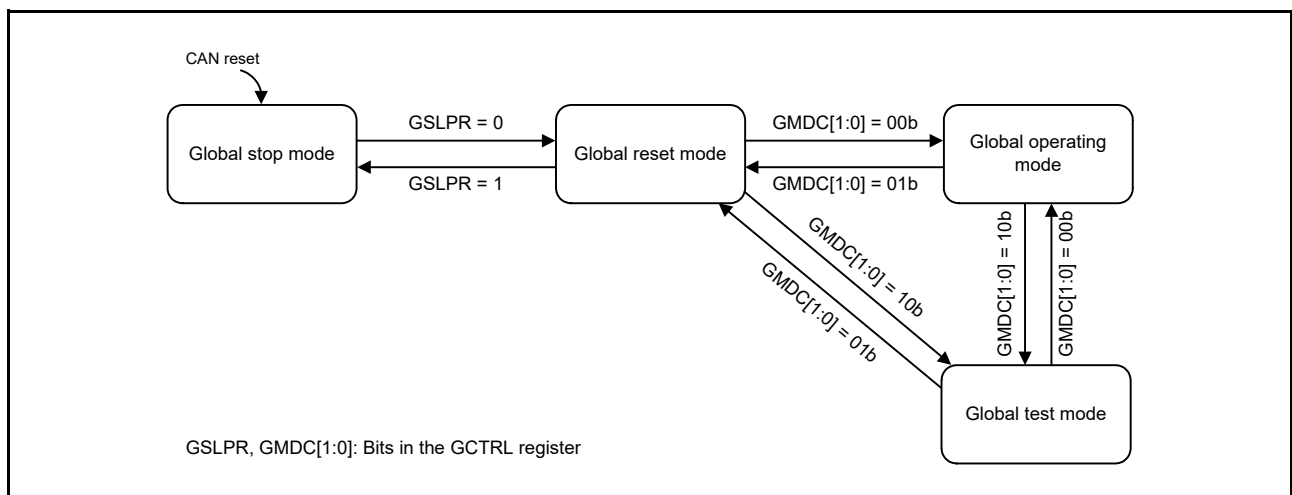 CAN reset
Global stop mode
GSLPR = 0
GSLPR = 1
Global reset mode
GMDC[1:0] = 00b
GMDC[1:0] = 01b
Global operating
mode
GMDC[1:0] = 10b
GMDC[1:0] = 01b
GMDC[1:0] = 10b
GMDC[1:0] = 00b
Global test mode
GSLPR, GMDC[1:0]: Bits in the GCTRL register